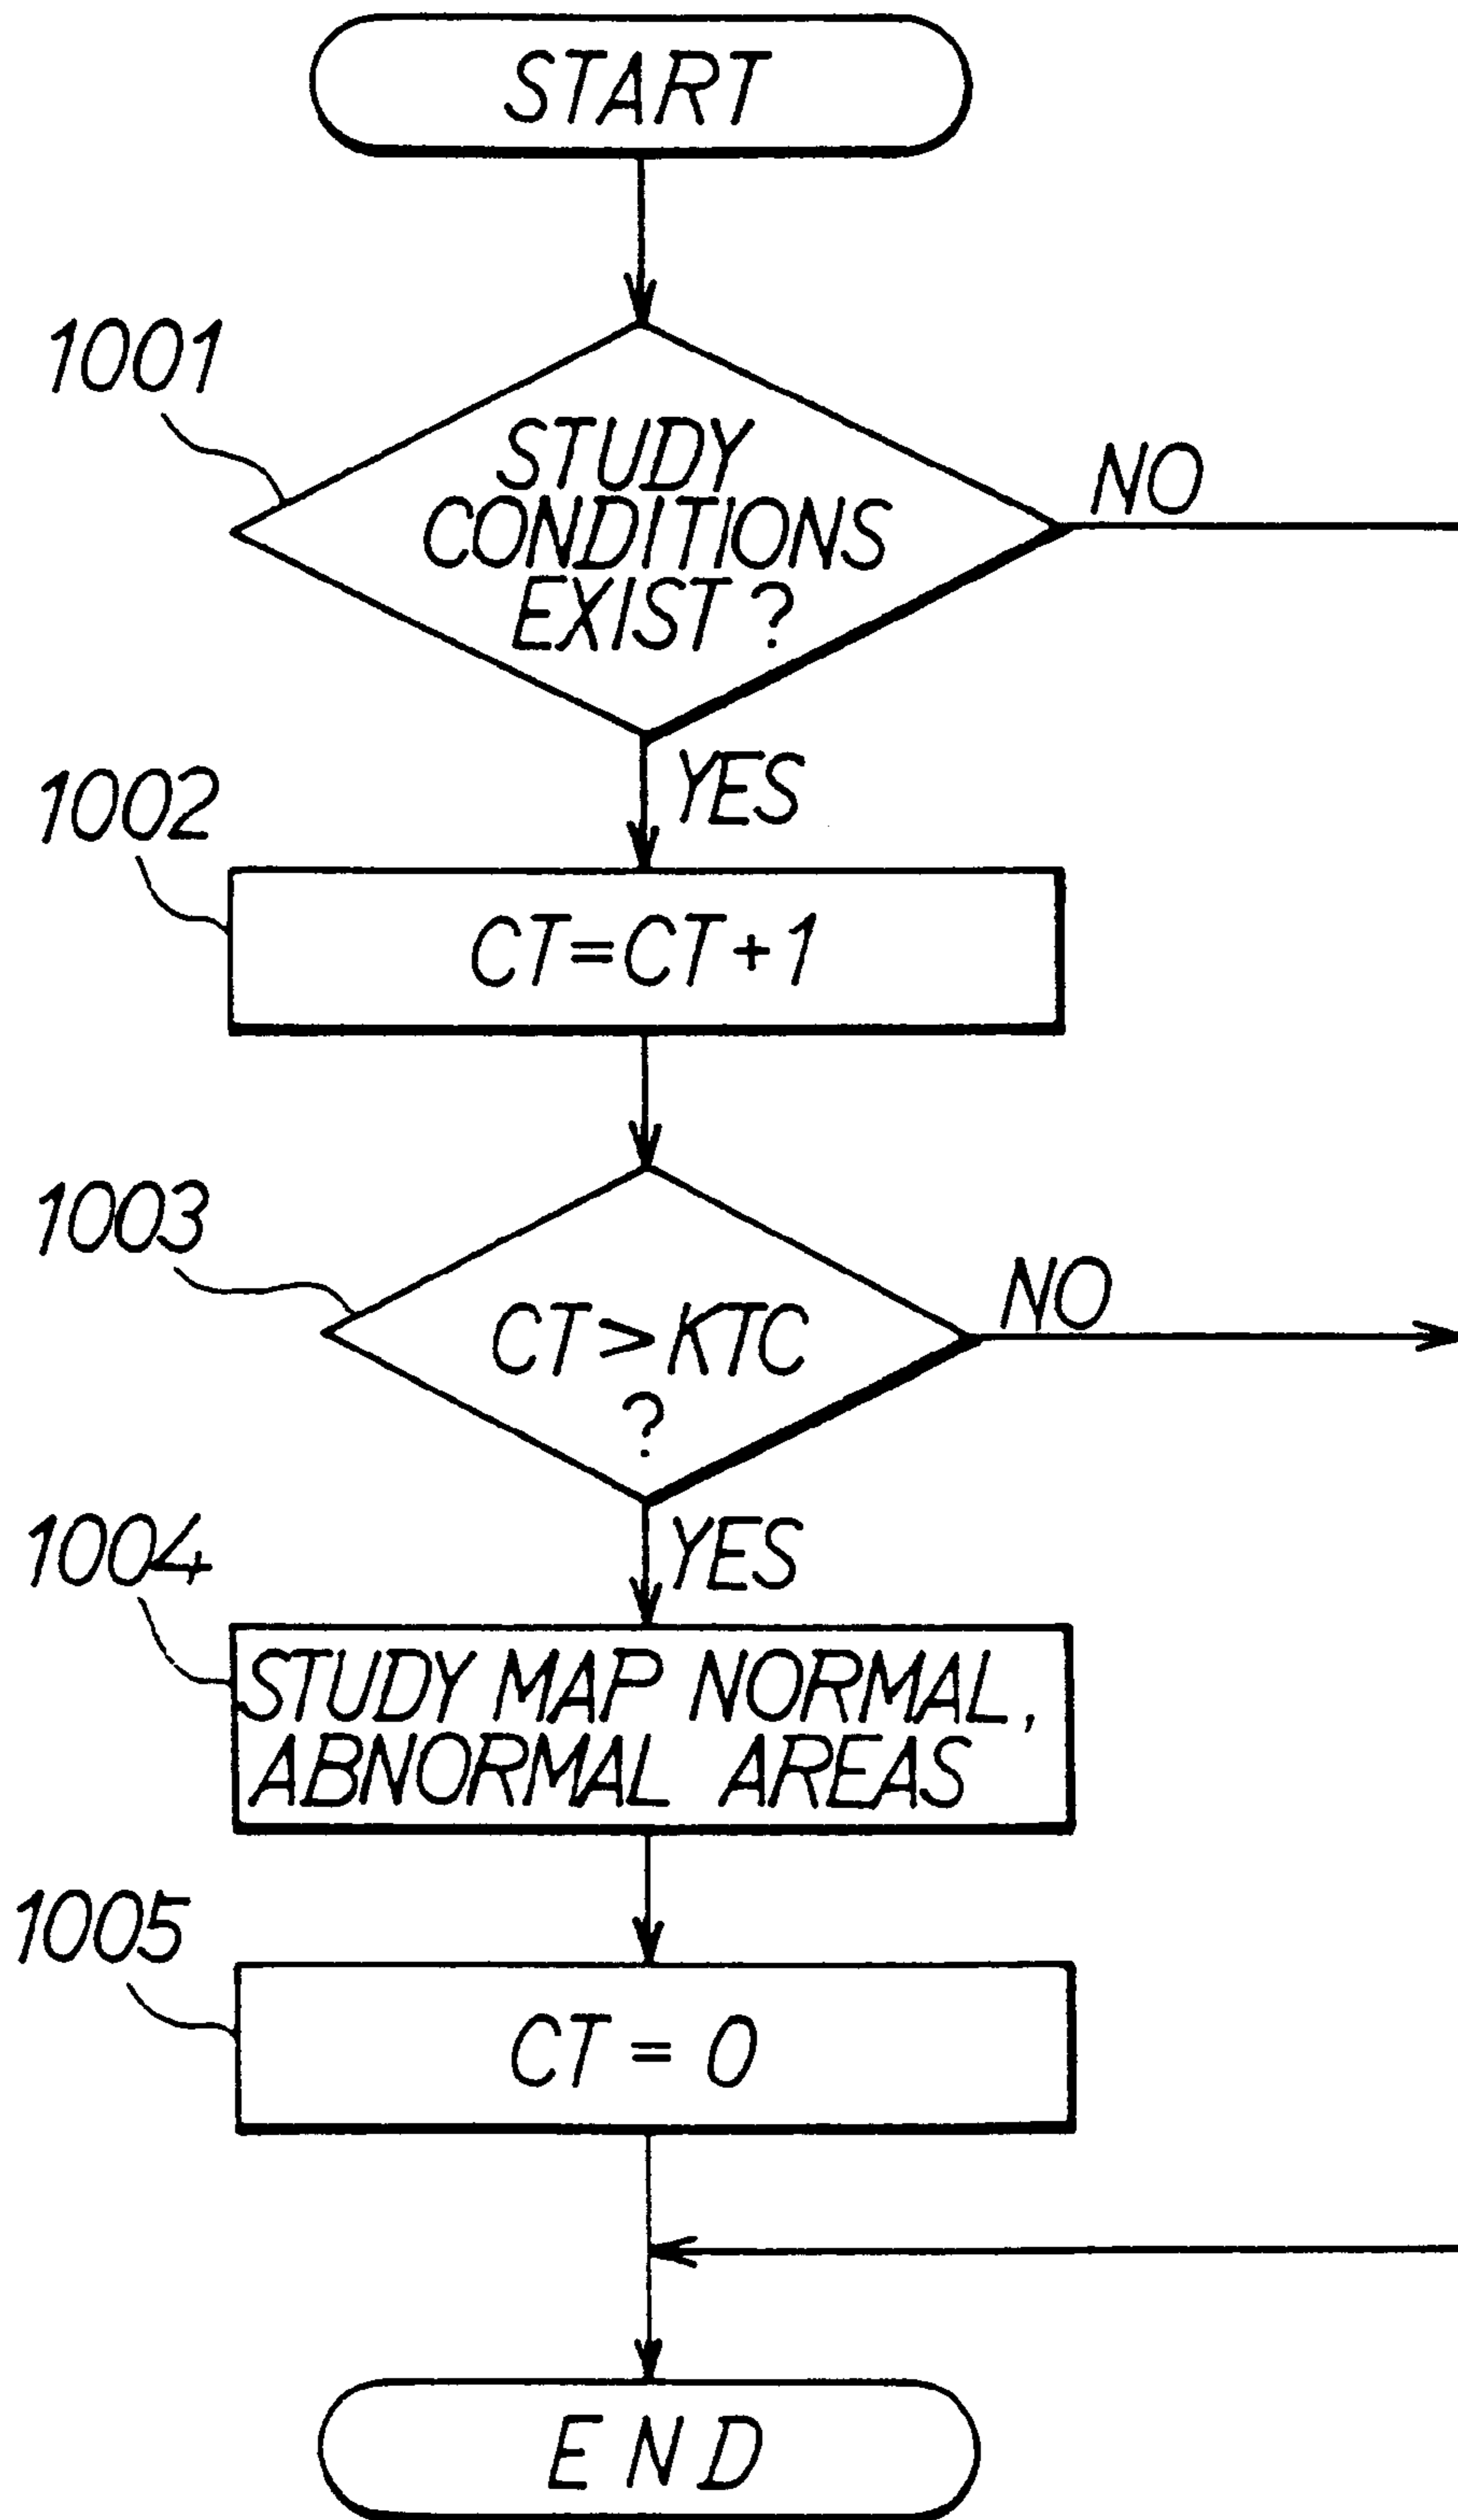 START
1001
STUDY
CONDITIONS
EXIST?
NO
YES
1002
CT=CT+1
1003
CT>KTC
?
NO
YES
1004
STUDY MAP NORMAL,
ABNORMAL AREAS
1005
CT=0
END